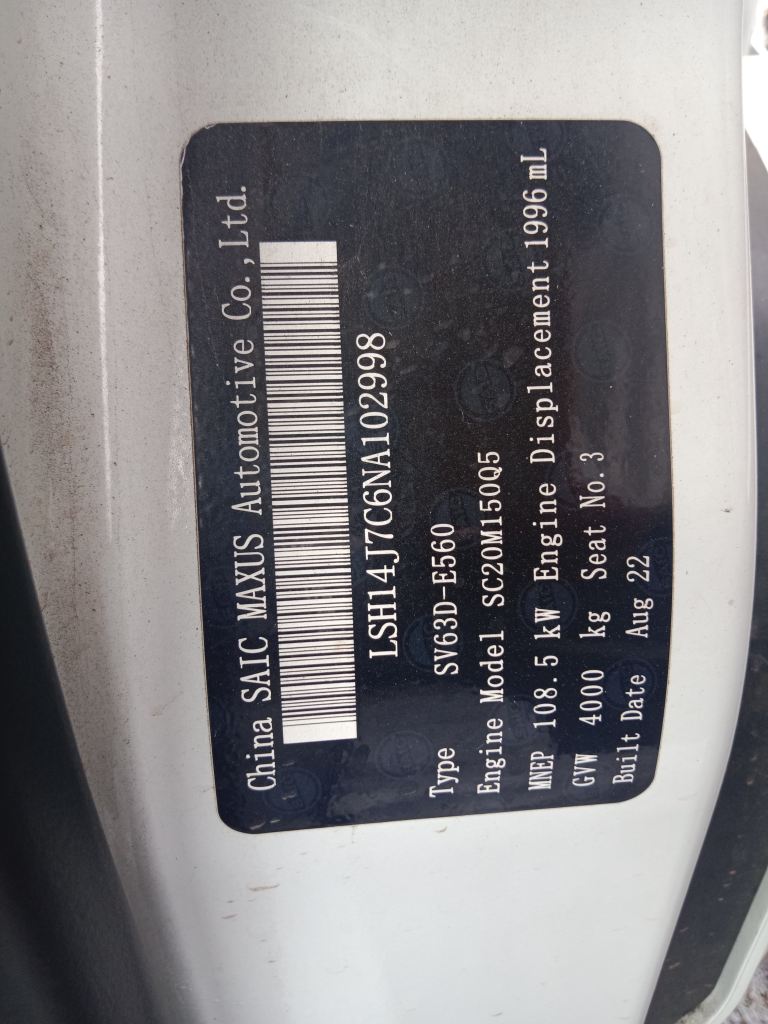 China SAIC MAXUS Automotive Co.,Ltd.
LSH14J7C6NA102998
Type SV63D-E560
Engine Model SC20M150Q5
MNEP 108.5 kW Engine Displacement 1996 mL
GVW 4000 kg Seat No. 3
Built Date Aug 22